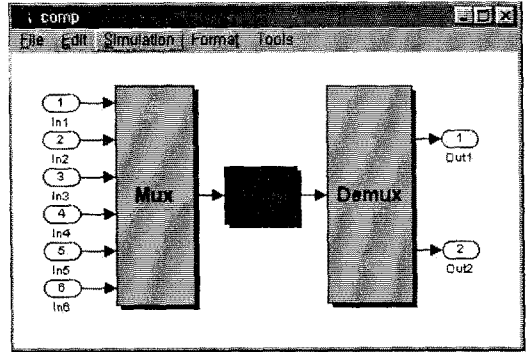 comp
File Edit Simulation Format Tools
1
In1
2
In2
3
In3
4
In4
5
In5
6
In6
Mux
Demux
1
Out1
2
Out2